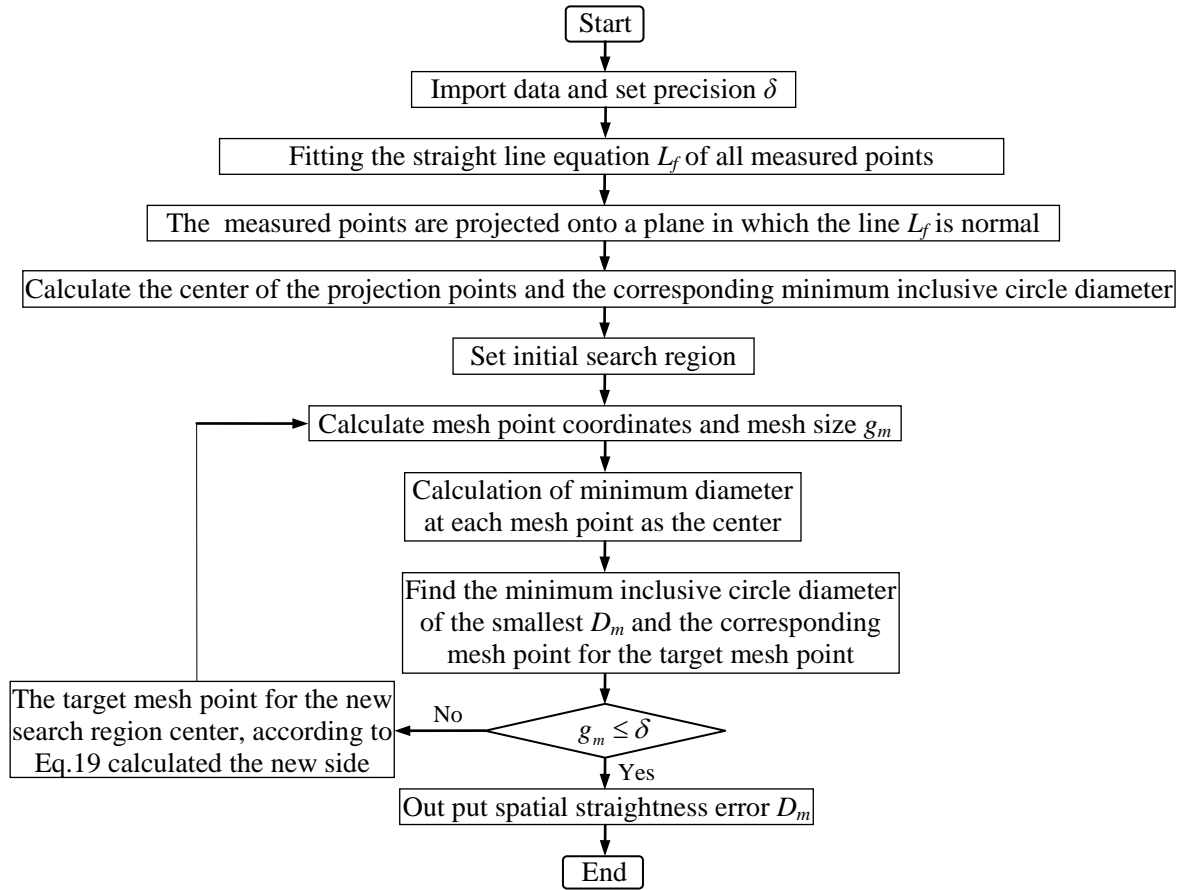 Start
Import data and set precision δ
Fitting the straight line equation L_f of all measured points
The measured points are projected onto a plane in which the line L_f is normal
Calculate the center of the projection points and the corresponding minimum inclusive circle diameter
Set initial search region
Calculate mesh point coordinates and mesh size g_m
Calculation of minimum diameter
at each mesh point as the center
Find the minimum inclusive circle diameter
of the smallest D_m and the corresponding
mesh point for the target mesh point
The target mesh point for the new
search region center, according to
Eq.19 calculated the new side
No
g_m ≤ δ
Yes
Out put spatial straightness error D_m
End